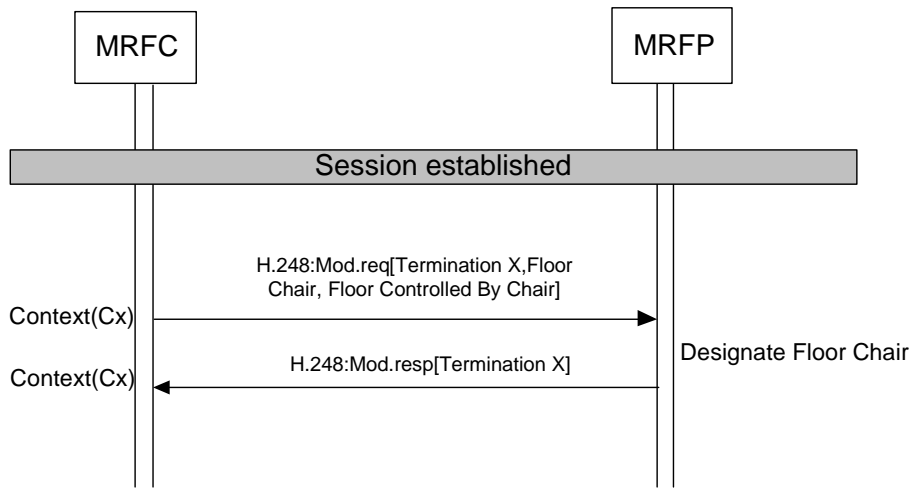 MRFC
MRFP
Session established
H.248:Mod.req[Termination X,Floor
Chair, Floor Controlled By Chair]
Context(Cx)
Designate Floor Chair
H.248:Mod.resp[Termination X]
Context(Cx)